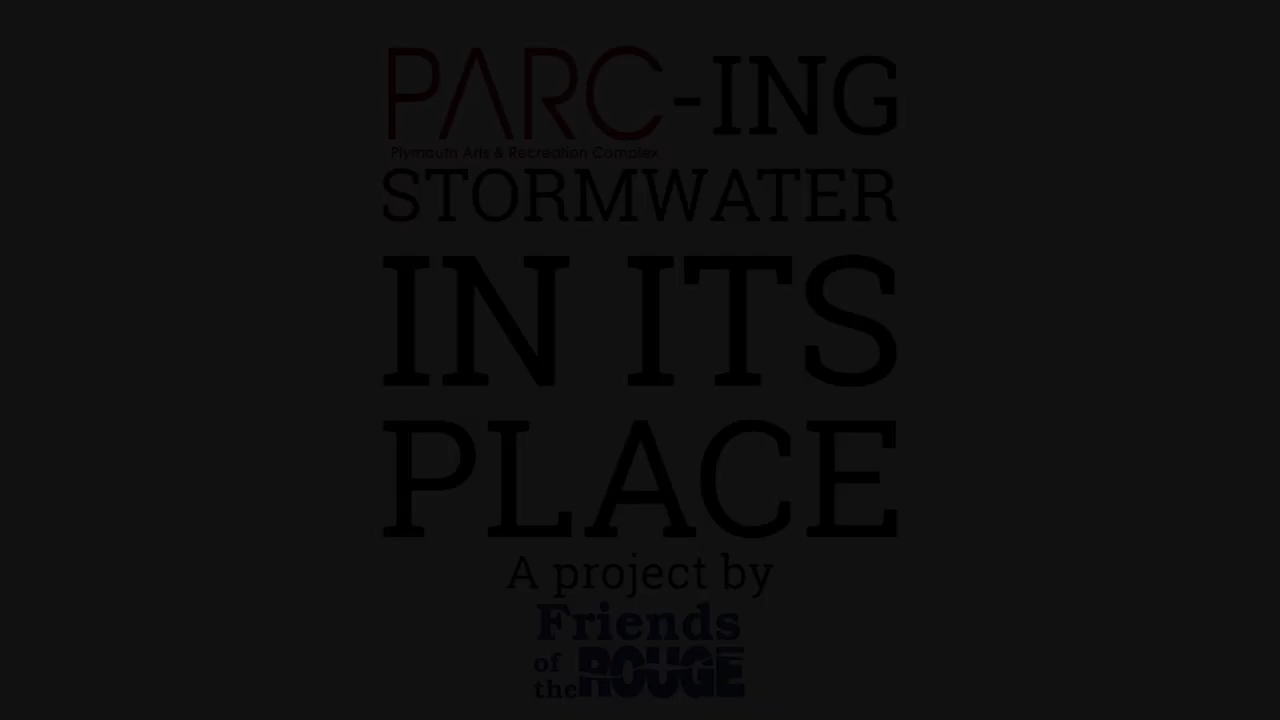 PARC-ING
Plymouth Arts & Recreation Complex
STORMWATER
IN ITS
PLACE
A project by
Friends
of
the ROUGE